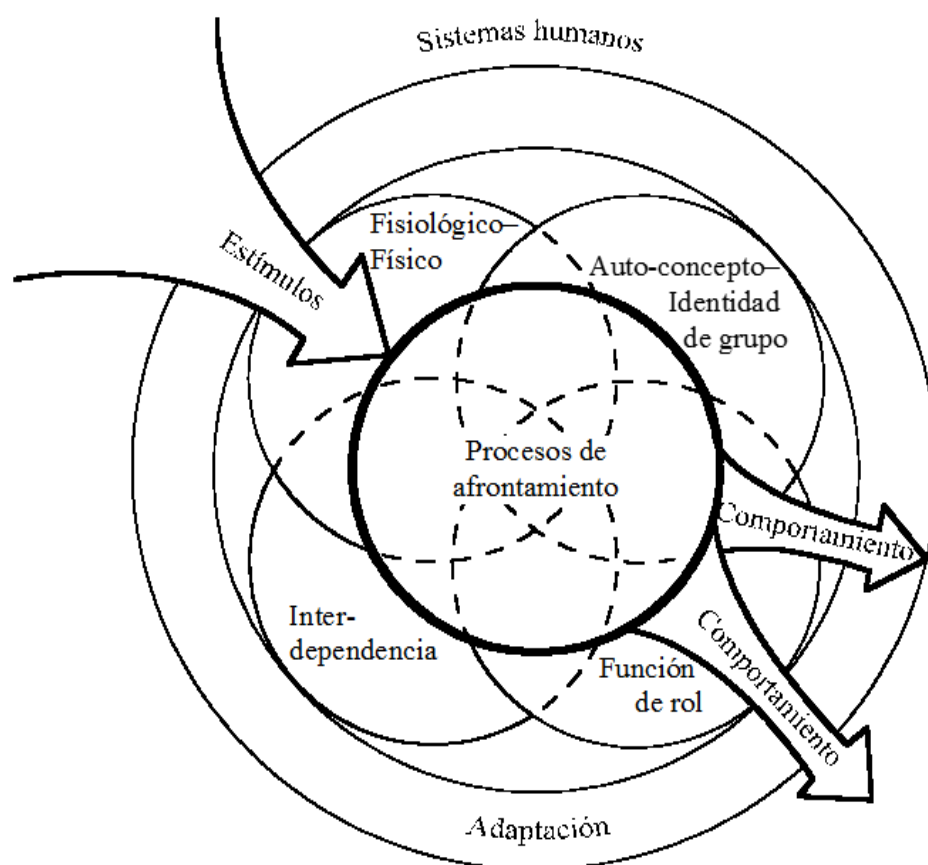 Sistemas humanos
Fisiológico–
Físico
Estímulos
Auto-concepto–
Identidad
de grupo
Procesos de
afrontamiento
Comportamiento
Inter-
dependencia
Comportamiento
Función
de rol
Adaptación